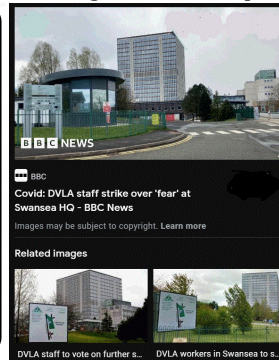 BBC NEWS
BBC
Covid: DVLA staff strike over 'fear' at
Swansea HQ - BBC News
Images may be subject to copyright. Learn more
Related images
DVLA staff to vote on further s...
DVLA workers in Swansea to s...